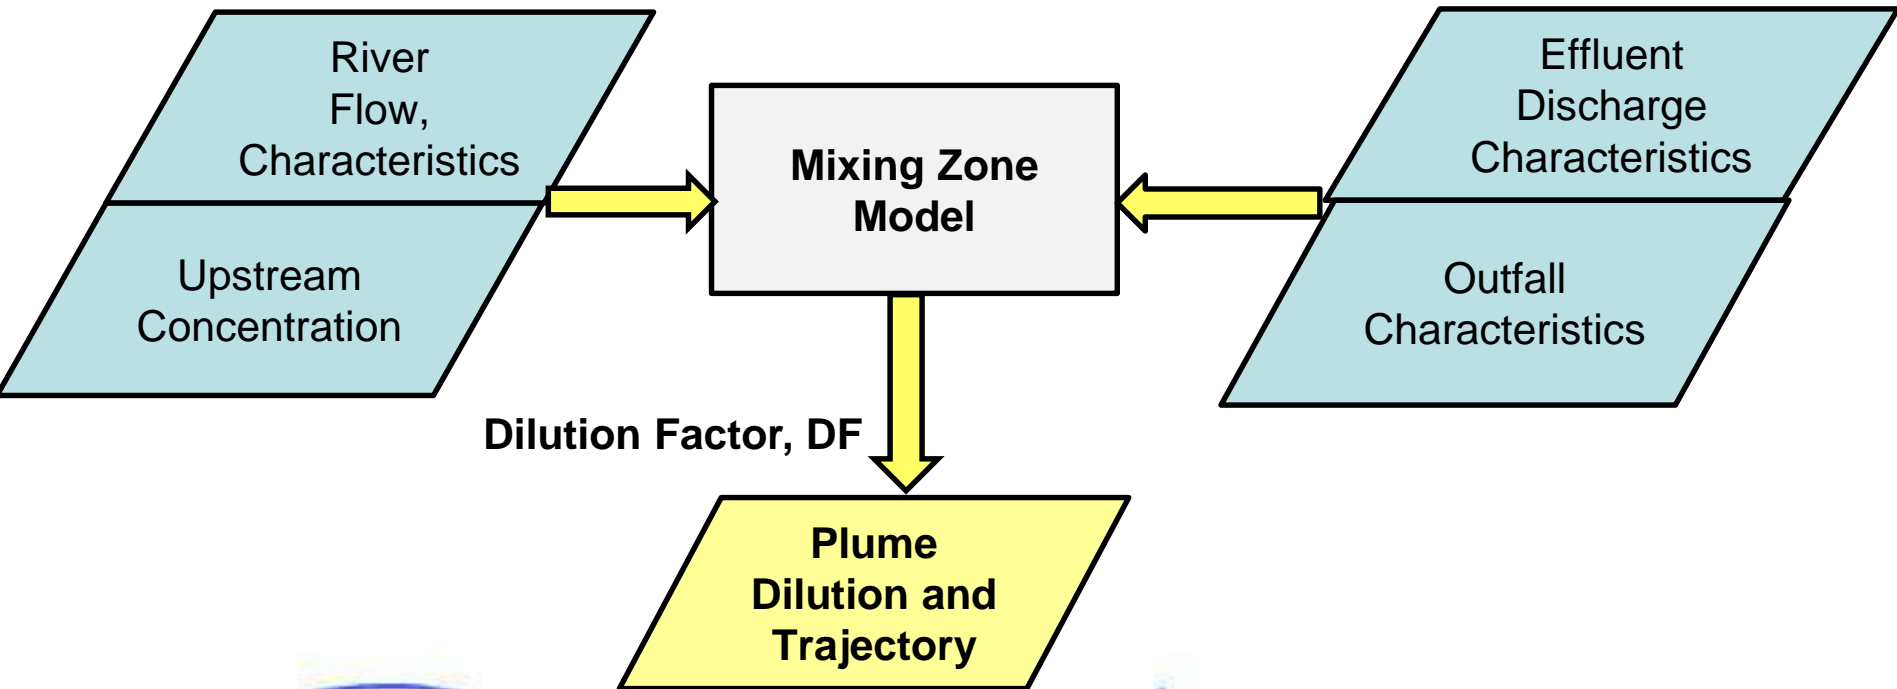 River
Flow,
Characteristics
Upstream
Concentration
Mixing Zone
Model
Effluent
Discharge
Characteristics
Outfall
Characteristics
Dilution Factor, DF
Plume
Dilution and
Trajectory